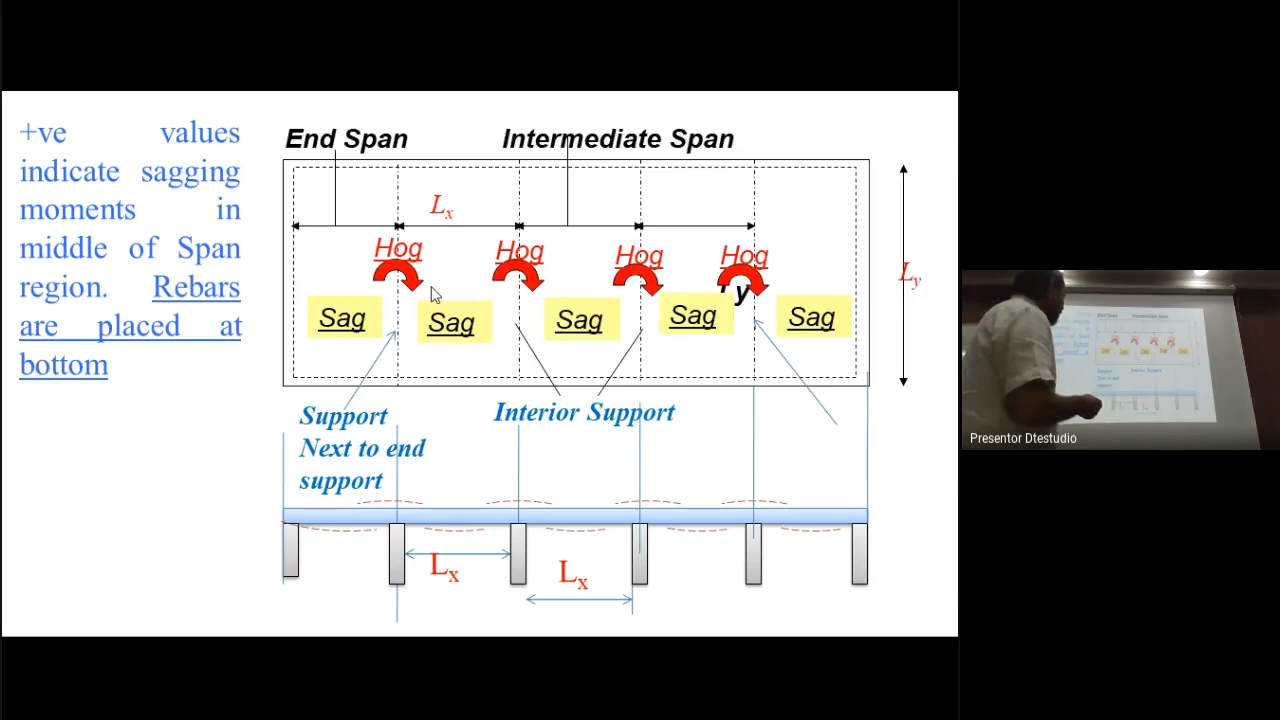 +ve values
indicate sagging
moments in
middle of Span
region. Rebars
are placed at
bottom
End Span
Intermediate Span
Lx
Hog
Hog
Hog
Hog
Ly
y
Sag
Sag
Sag
Sag
Sag
Support
Next to end
support
Interior Support
Lx
Lx
Presentor Dtestudio